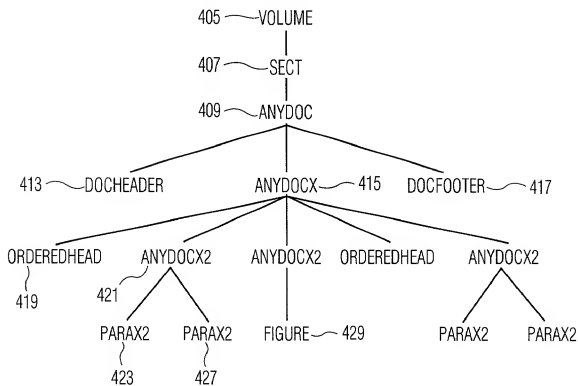 405 VOLUME
407 SECT
409 ANYDOC
413 DOCHEADER ANYDOCX 415 DOCFOOTER 417
ORDEREDHEAD ANYDOCX2 ANYDOCX2 ORDEREDHEAD ANYDOCX2
419 421
PARAX2 PARAX2 FIGURE 429 PARAX2 PARAX2
423 427